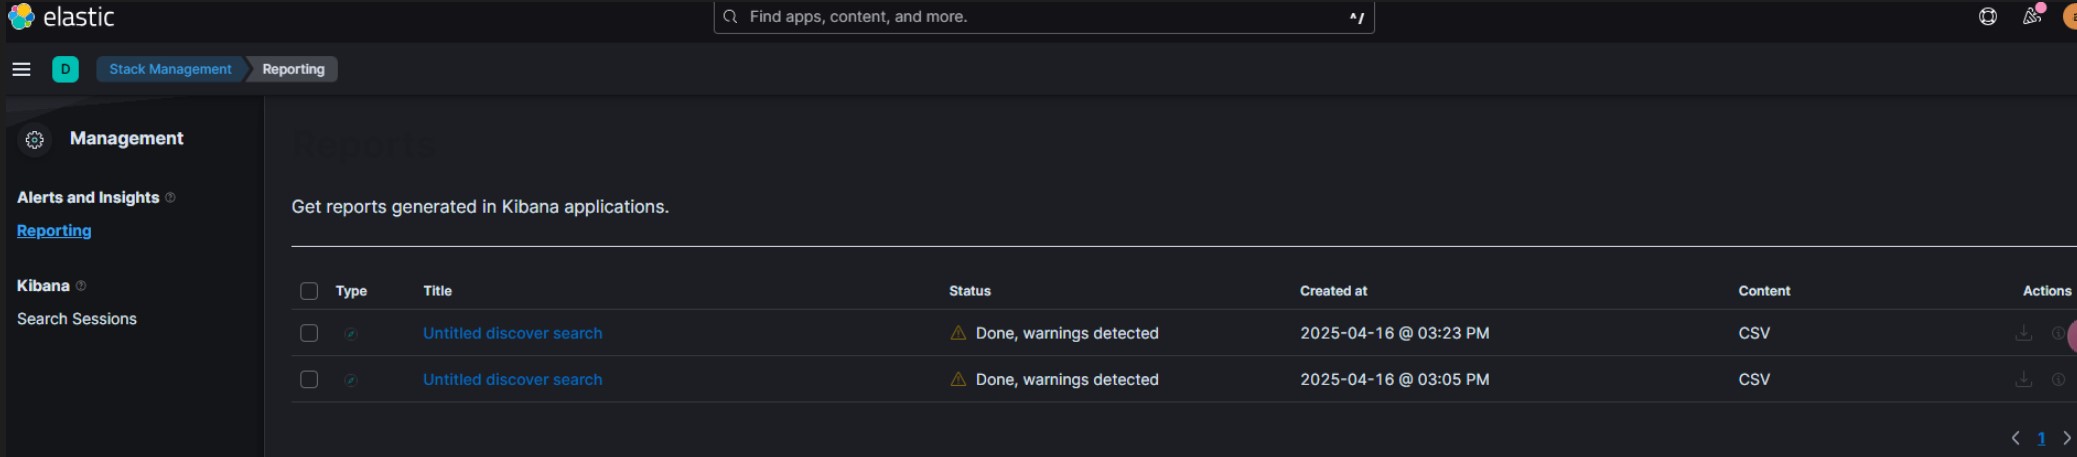 elastic
Find apps, content, and more.
^/
D
Stack Management
Reporting
Management
Alerts and Insights
Reporting
Kibana
Search Sessions
Reports
Get reports generated in Kibana applications.
Type Title Status Created at Content Actions
Untitled discover search Done, warnings detected 2025-04-16 @ 03:23 PM CSV
Untitled discover search Done, warnings detected 2025-04-16 @ 03:05 PM CSV
1